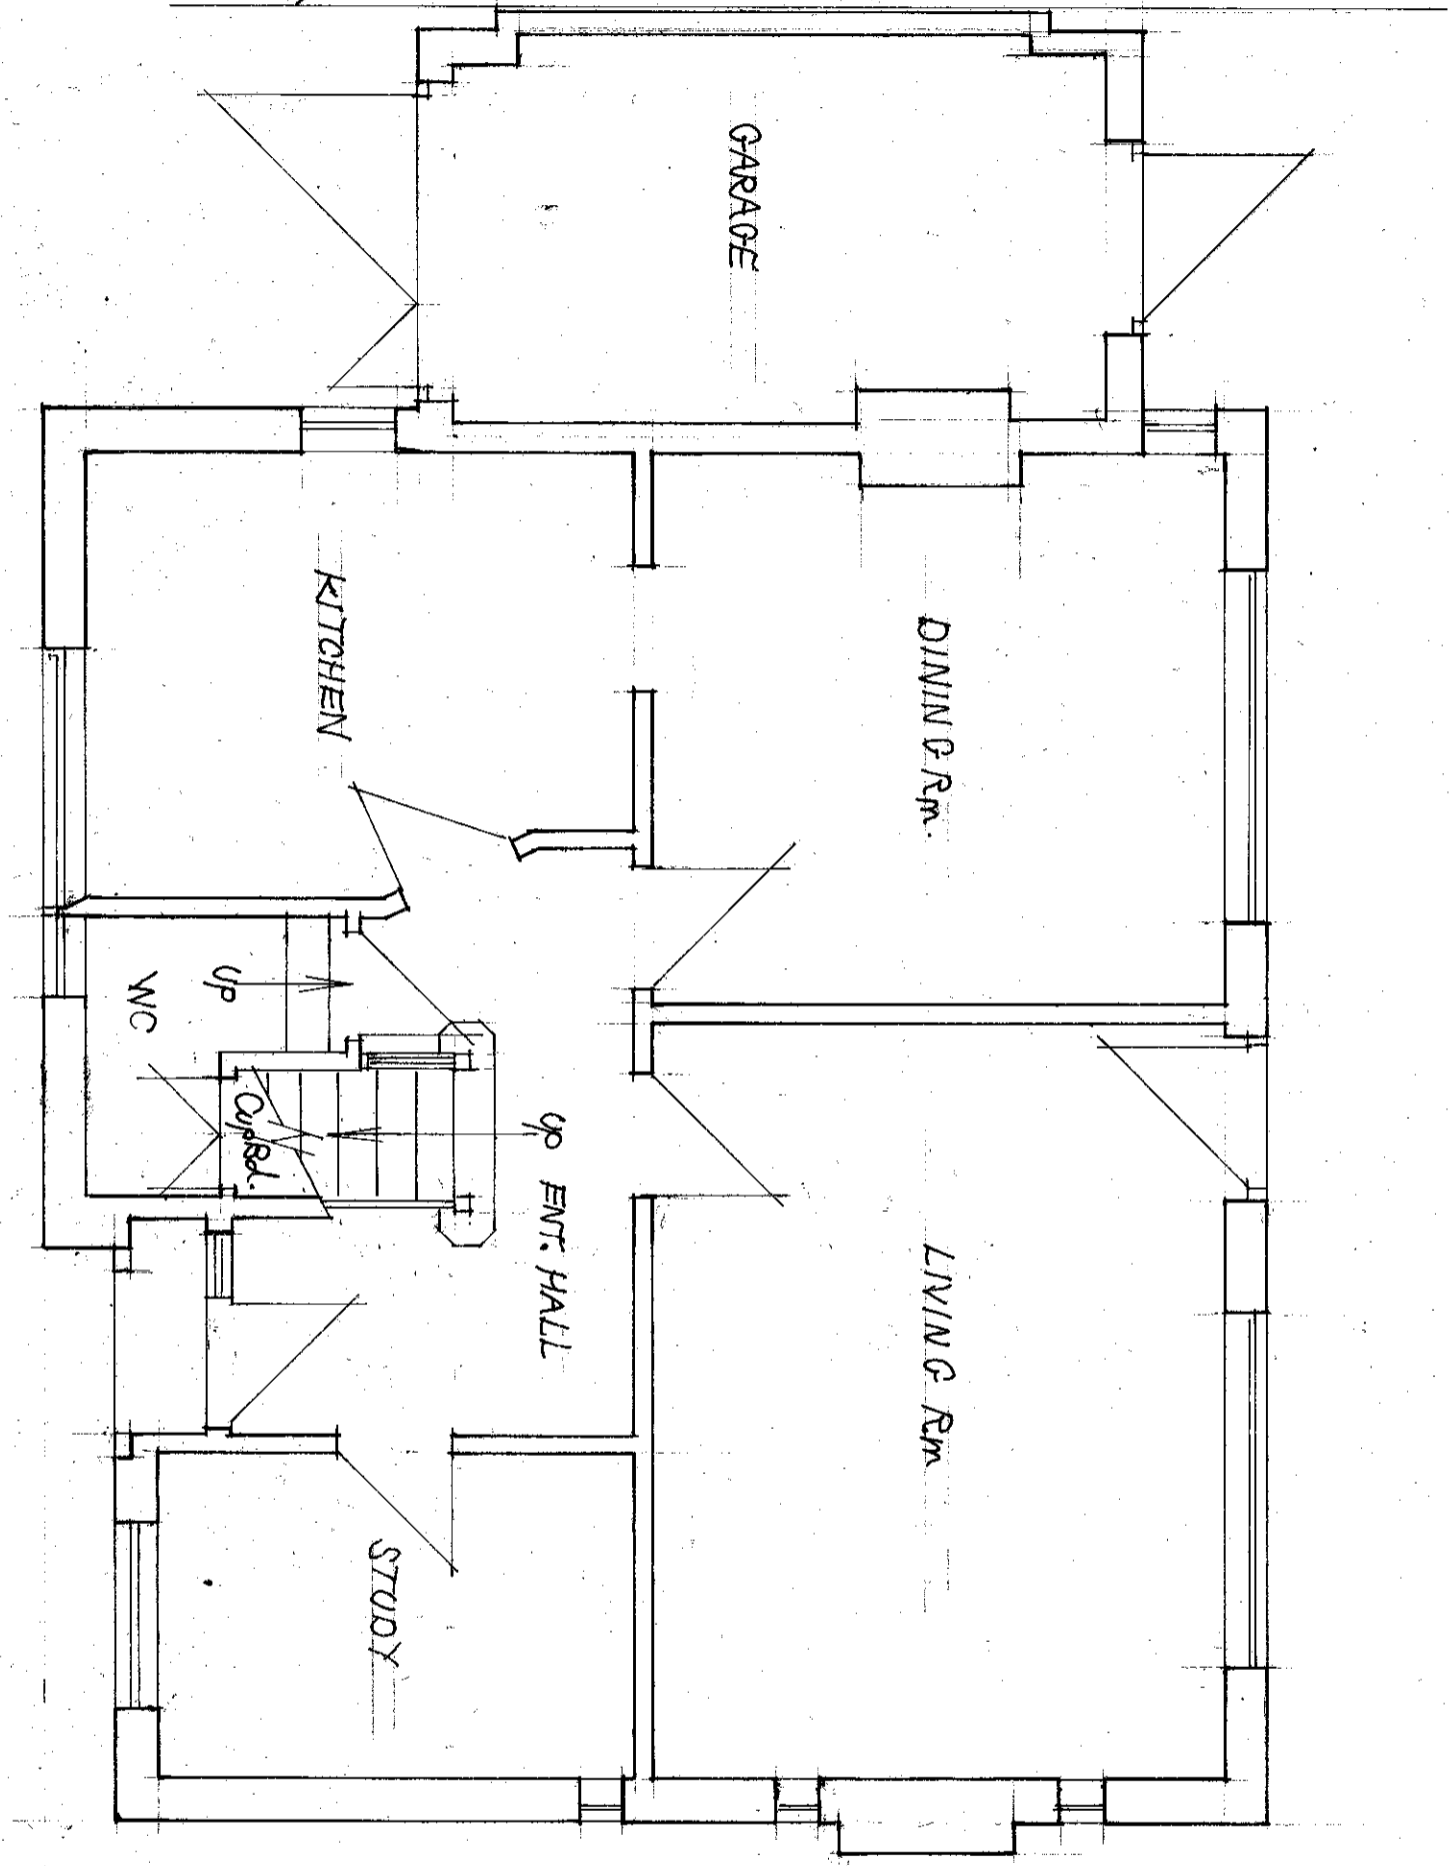 GARAGE
KITCHEN
DINING Rm.
WC
UP
CupBd.
UP
ENT. HALL
LIVING Rm
STUDY